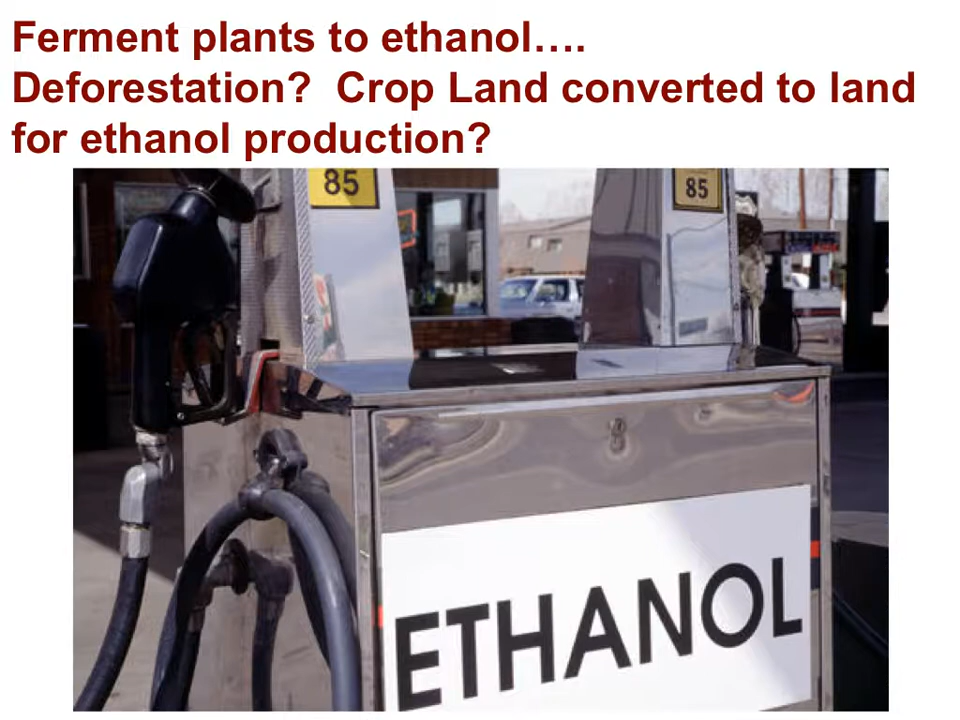 Ferment plants to ethanol….
Deforestation?  Crop Land converted to land
for ethanol production?
85
85
ETHANOL